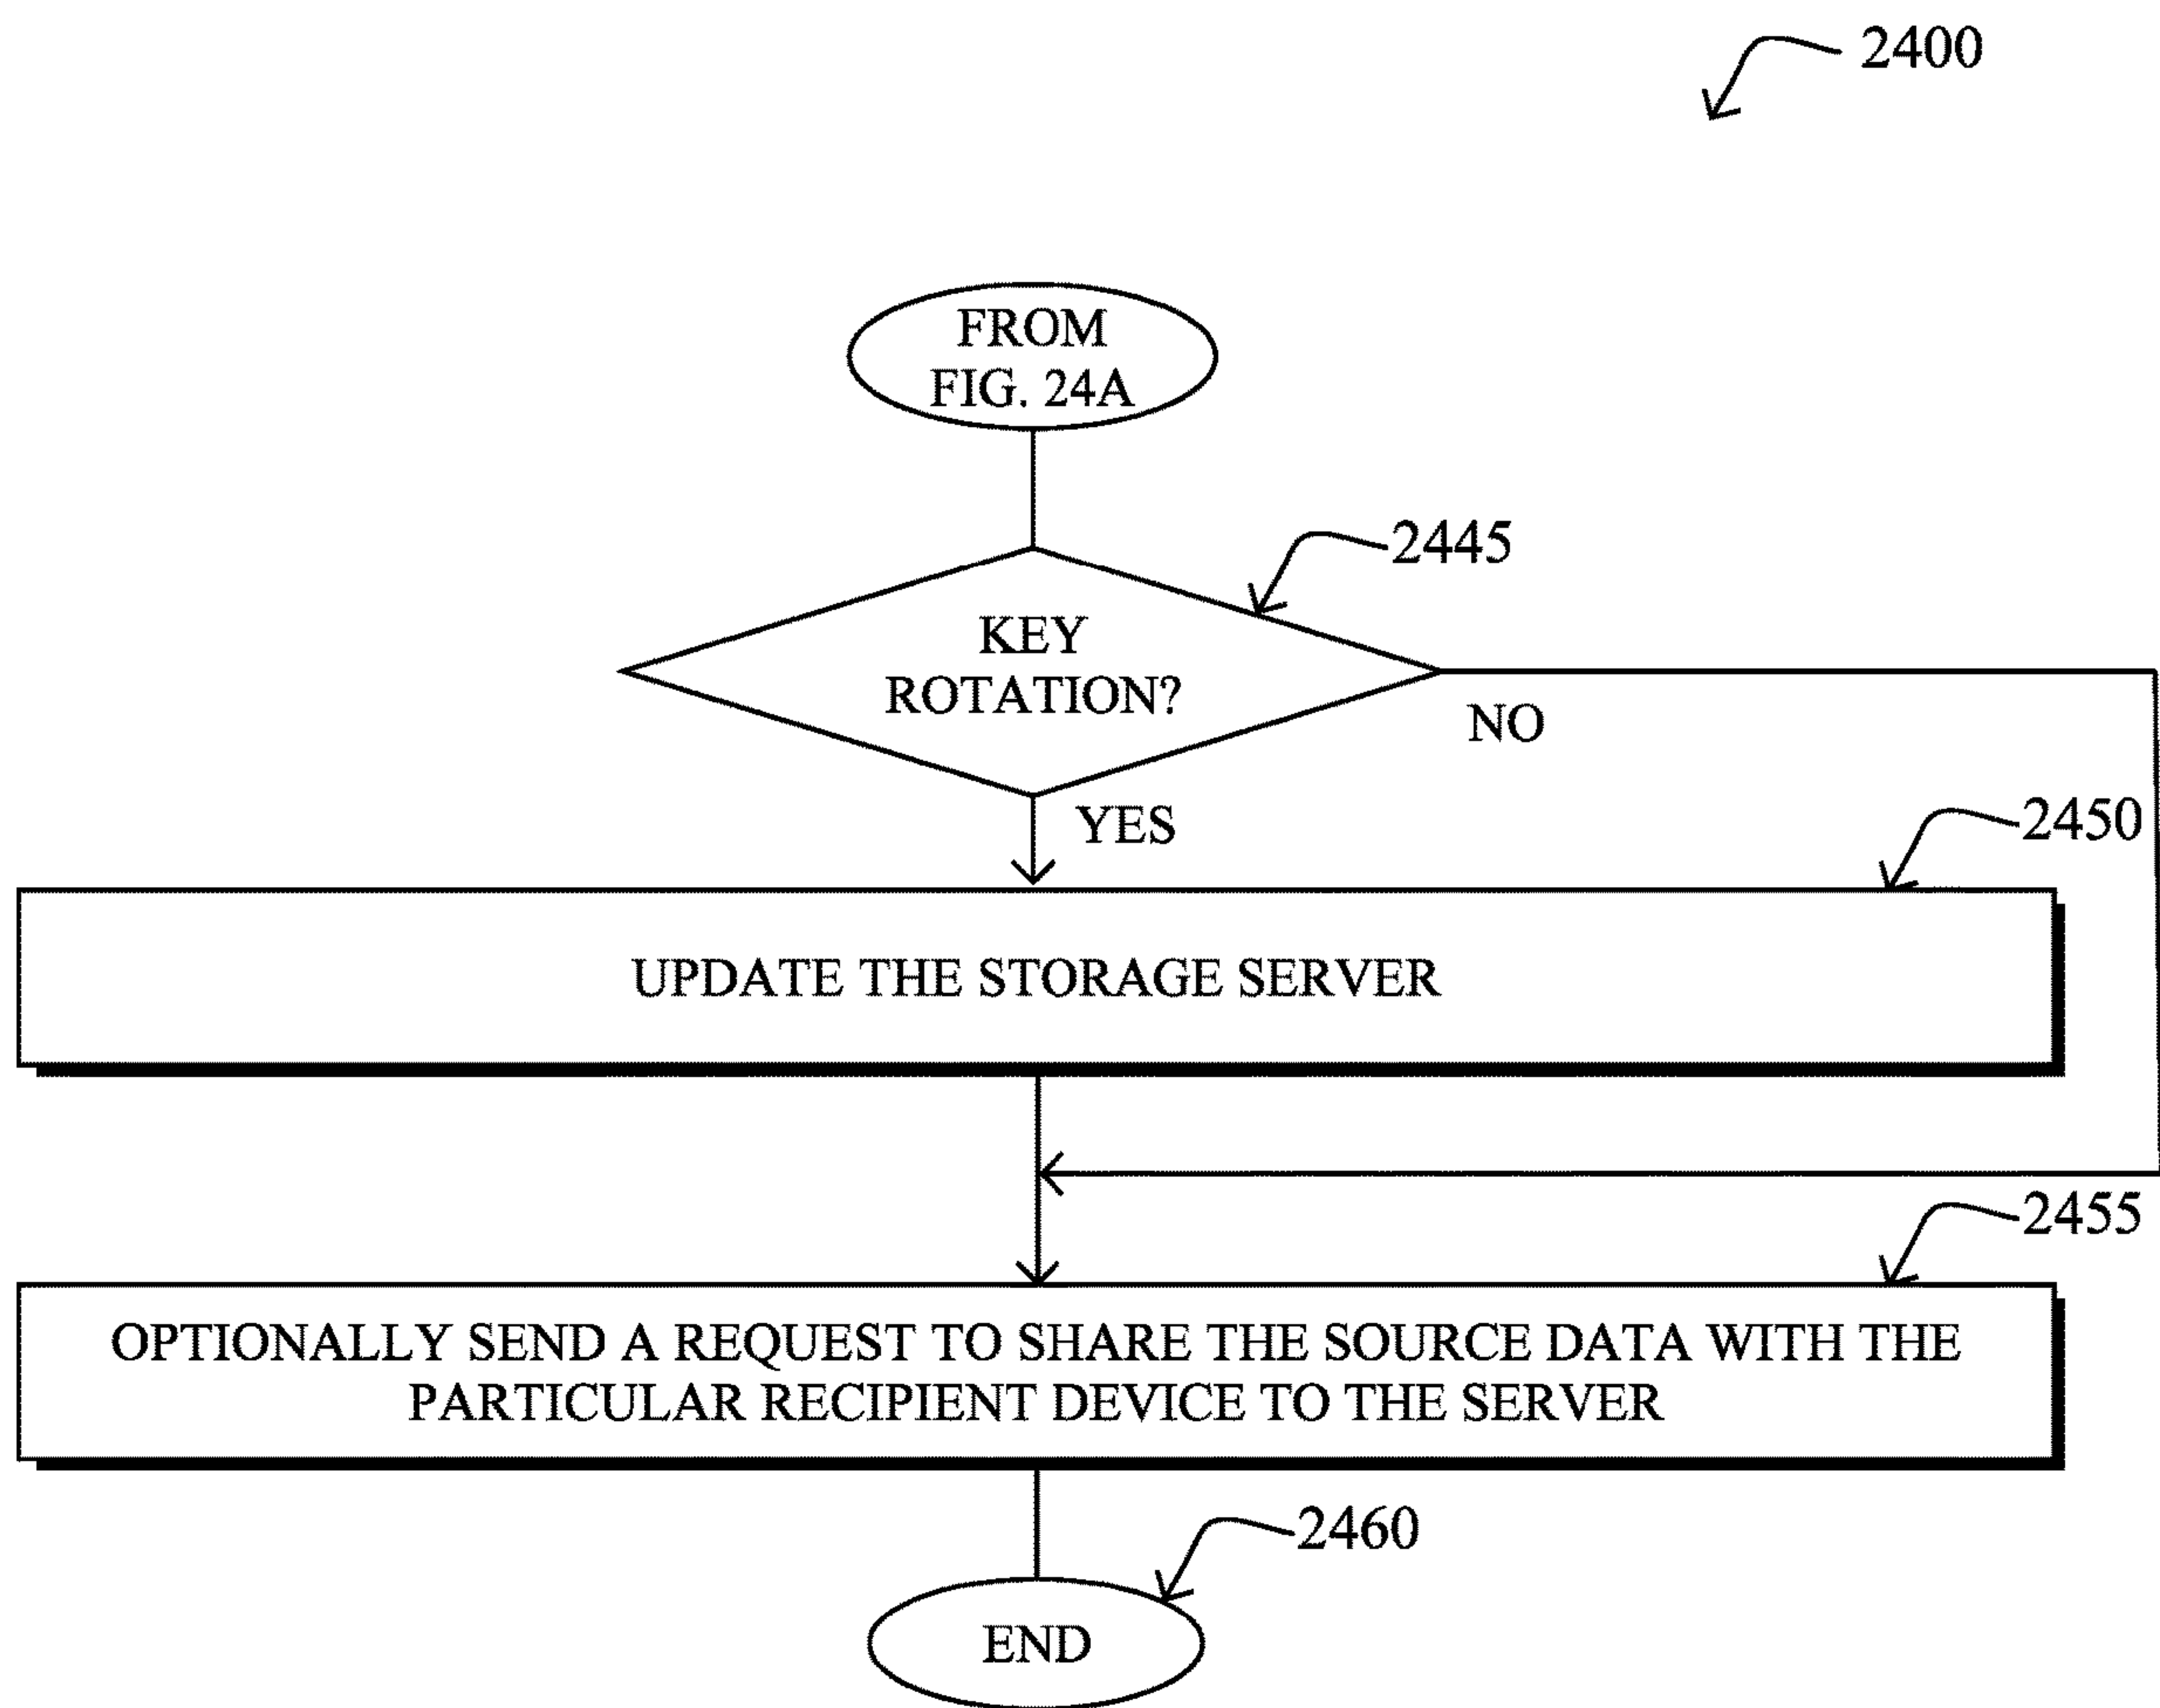 2400
FROM
FIG. 24A
2445
KEY
ROTATION?
NO
YES
2450
UPDATE THE STORAGE SERVER
2455
OPTIONALLY SEND A REQUEST TO SHARE THE SOURCE DATA WITH THE
PARTICULAR RECIPIENT DEVICE TO THE SERVER
2460
END